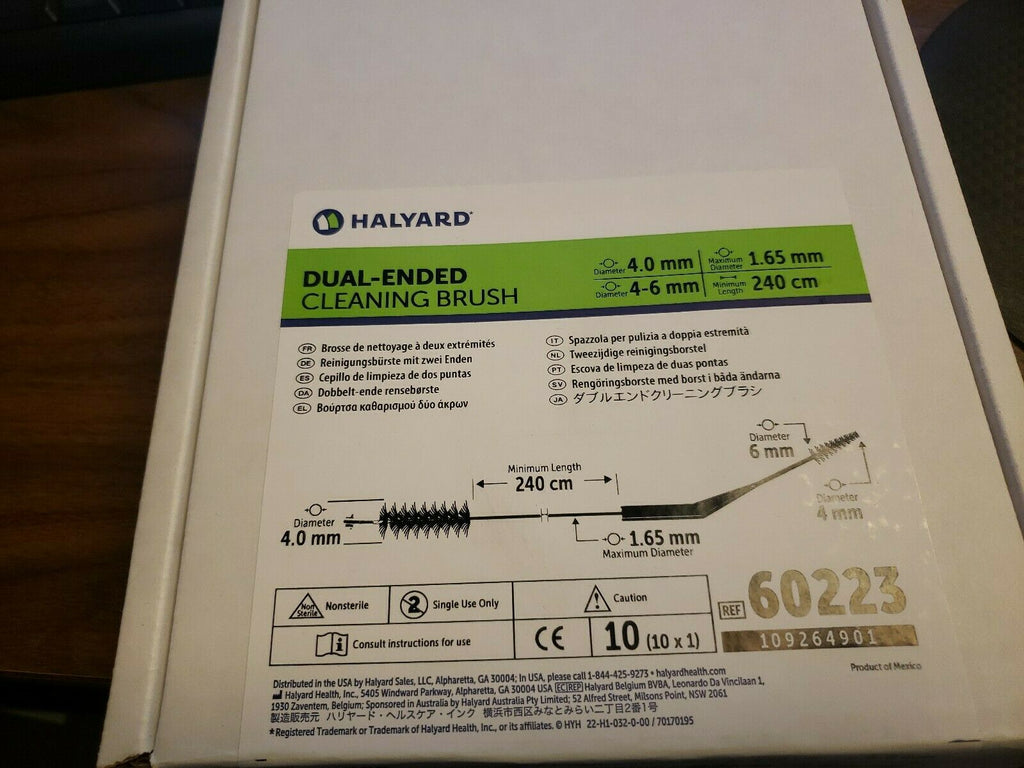 HALYARD*
DUAL-ENDED
CLEANING BRUSH
Diameter 4.0 mm
Maximum Diameter 1.65 mm
Diameter 4-6 mm
Minimum Length 240 cm
FR Brosse de nettoyage à deux extrémités
DE Reinigungsbürste mit zwei Enden
ES Cepillo de limpieza de dos puntas
DA Dobbelt-ende rensebørste
EL Βούρτσα καθαρισμού δύο άκρων
IT Spazzola per pulizia a doppia estremità
NL Tweezijdige reinigingsborstel
PT Escova de limpeza de duas pontas
SV Rengöringsborste med borst i båda ändarna
JA ダブルエンドクリーニングブラシ
Diameter
6 mm
Minimum Length
240 cm
Diameter
4 mm
Diameter
4.0 mm
1.65 mm
Maximum Diameter
Non Sterile Nonsterile
2 Single Use Only
Caution
Consult instructions for use
CE
10 (10 x 1)
REF 60223
109264901
Product of Mexico
Distributed in the USA by Halyard Sales, LLC, Alpharetta, GA 30004; In USA, please call 1-844-425-9273 • halyardhealth.com
Halyard Health, Inc., 5405 Windward Parkway, Alpharetta, GA 30004 USA EC REP Halyard Belgium BVBA, Leonardo Da Vincilaan 1,
1930 Zaventem, Belgium; Sponsored in Australia by Halyard Australia Pty Limited; 52 Alfred Street, Milsons Point, NSW 2061
製造販売元 ハリヤード・ヘルスケア・インク 横浜市西区みなとみらい二丁目2番1号
*Registered Trademark or Trademark of Halyard Health, Inc., or its affiliates. © HYH 22-H1-032-0-00 / 70170195